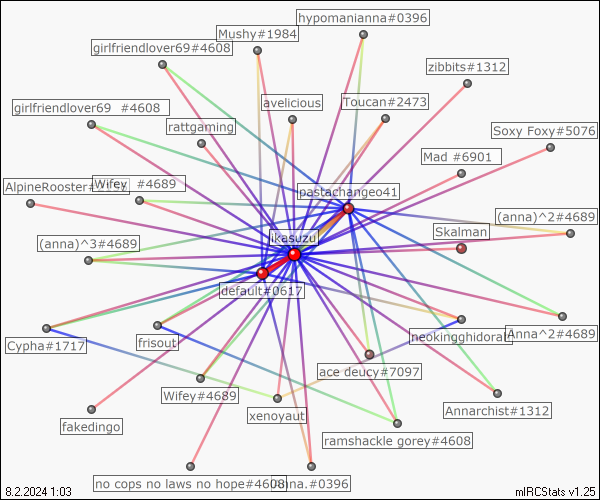 hypomanianna#0396
Mushy#1984
girlfriendlover69#4608
zibbits#1312
avelicious
Toucan#2473
girlfriendlover69 #4608
rattgaming
Soxy Foxy#5076
Mad #6901
Wifey #4689
pastachangeo41
(anna)^2#4689
ikasuzu
Skalman
(anna)^3#4689
default#0617
Cypha#1717
frisout
neokingghidorah
Anna^2#4689
ace deucy#7097
Wifey#4689
xenoyaut
Annarchist#1312
fakedingo
ramshackle gorey#4608
no cops no laws no hope#4608
#0396
8.2.2024 1:03
mIRCStats v1.25